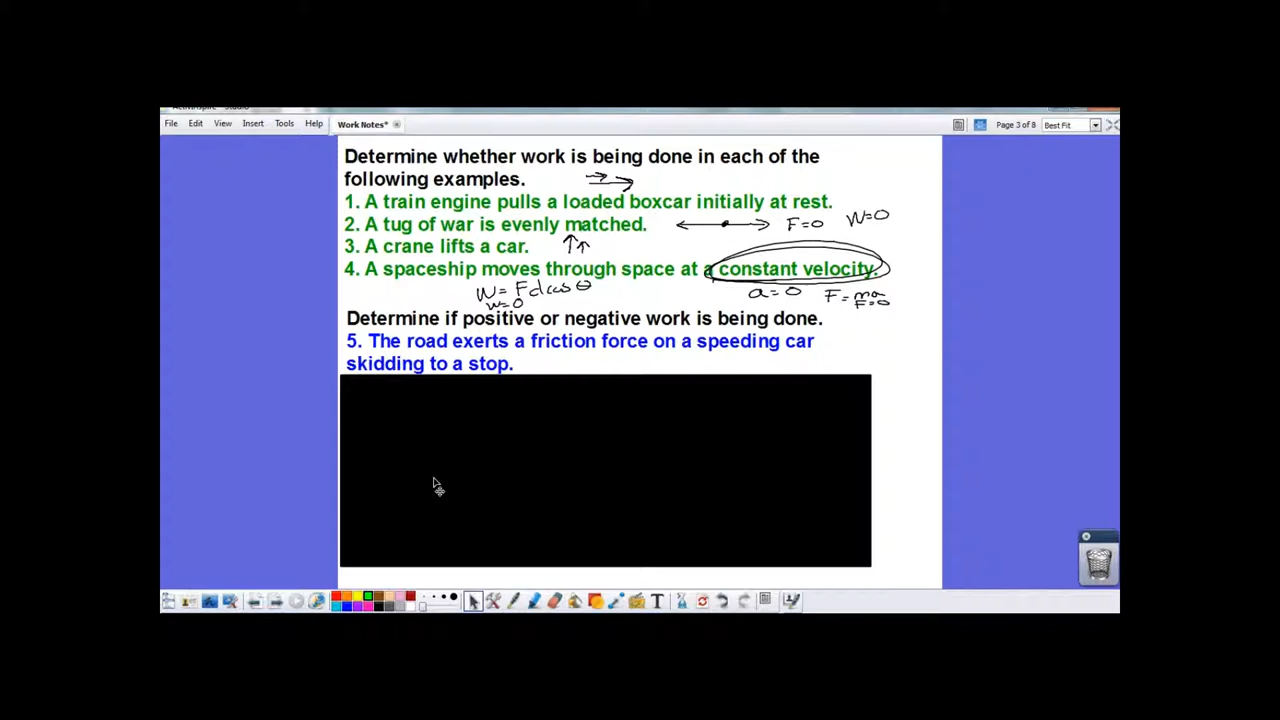 File Edit View Insert Tools Help Work Notes* Page 3 of 8 Best Fit
Determine whether work is being done in each of the
following examples.
1. A train engine pulls a loaded boxcar initially at rest.
2. A tug of war is evenly matched. F=0 W=0
3. A crane lifts a car.
4. A spaceship moves through space at a constant velocity.
W= Fdcosθ a=0 F=ma
w=0 F=0
Determine if positive or negative work is being done.
5. The road exerts a friction force on a speeding car
skidding to a stop.